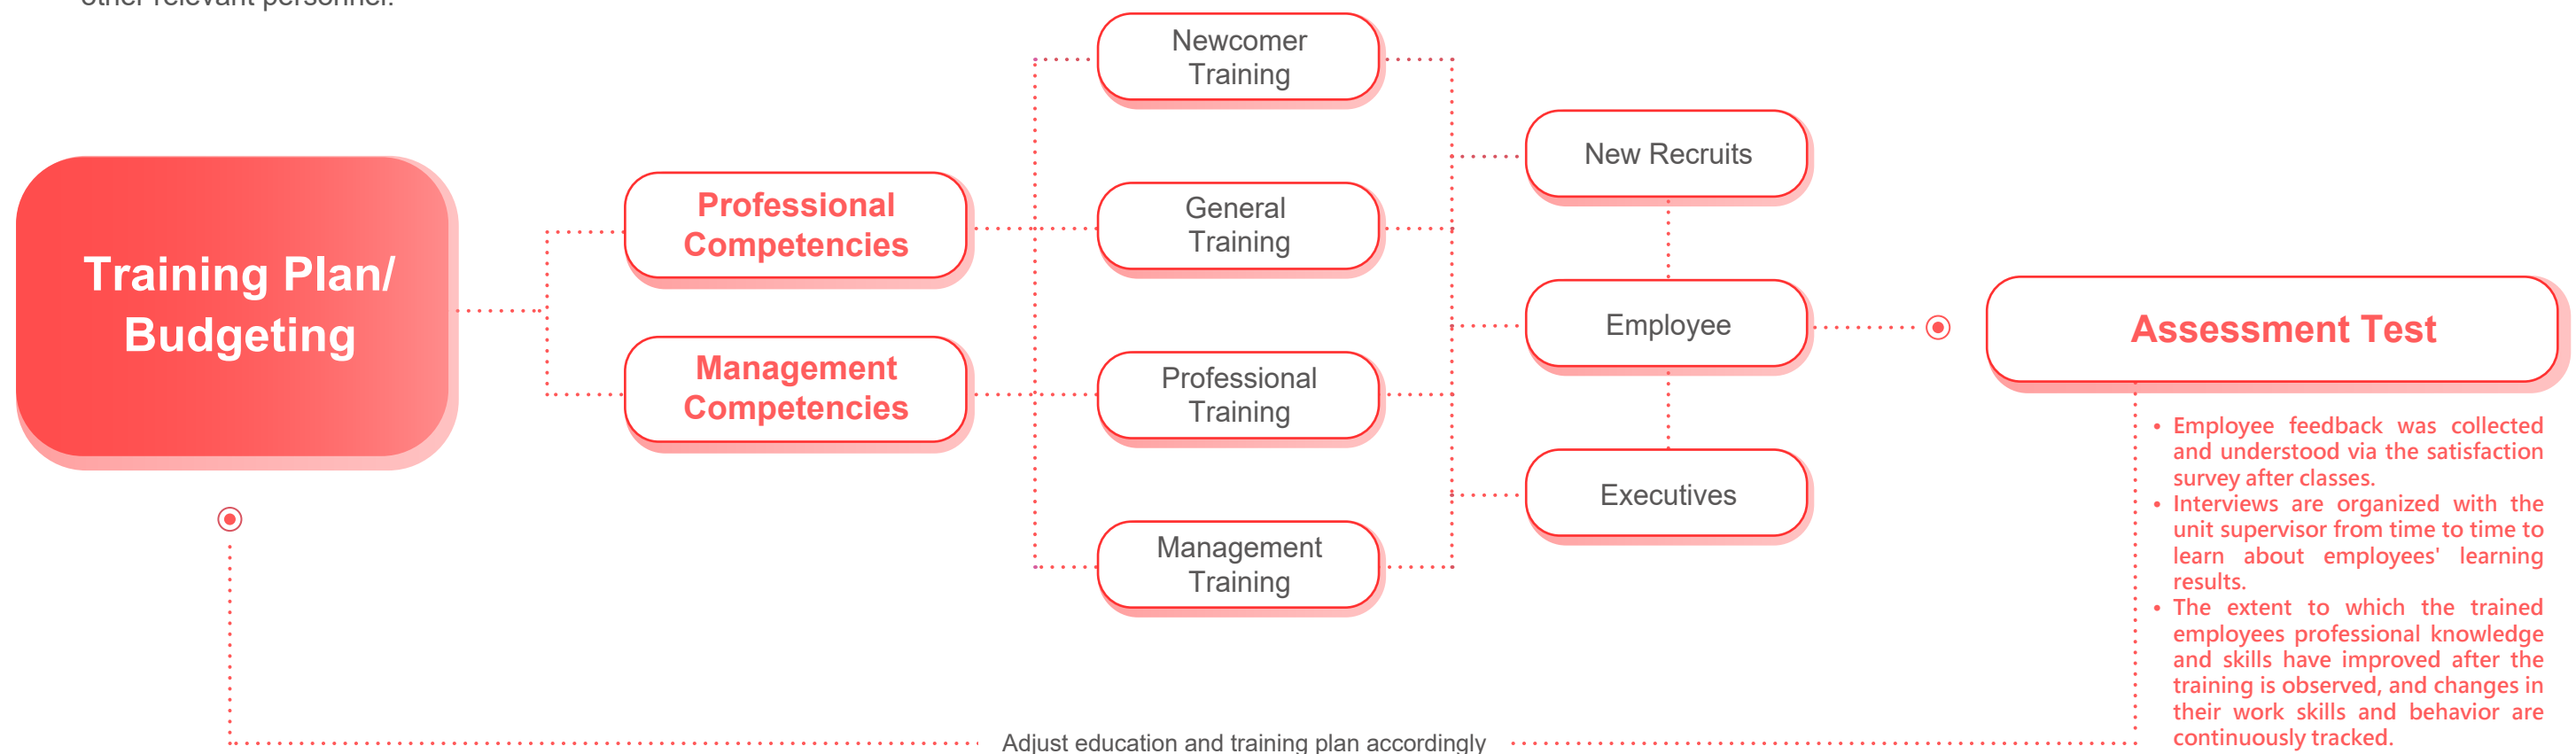 other relevant personnel.
Training Plan/
Budgeting
Professional
Competencies
Management
Competencies
Newcomer
Training
General
Training
Professional
Training
Management
Training
New Recruits
Employee
Executives
Assessment Test
• Employee feedback was collected
and understood via the satisfaction
survey after classes.
• Interviews are organized with the
unit supervisor from time to time to
learn about employees' learning
results.
• The extent to which the trained
employees professional knowledge
and skills have improved after the
training is observed, and changes in
their work skills and behavior are
continuously tracked.
Adjust education and training plan accordingly